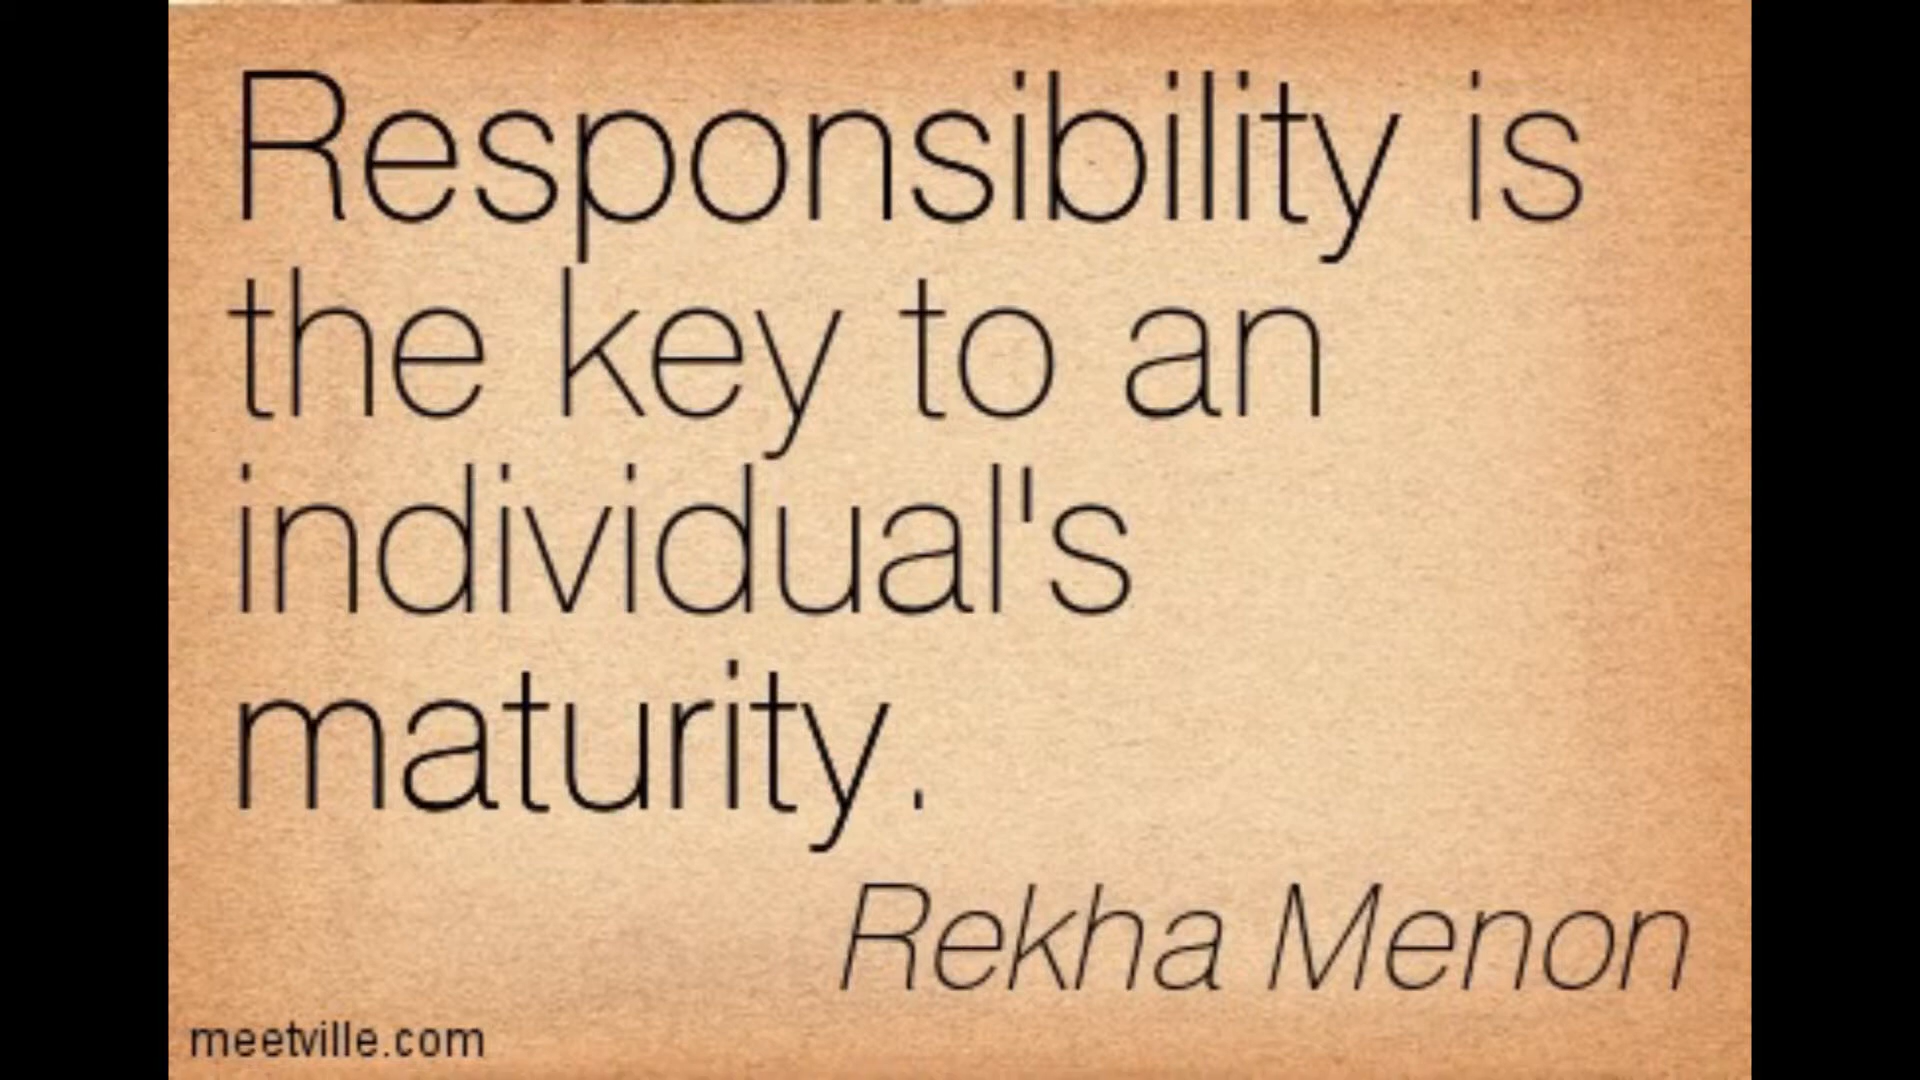 Responsibility is
the key to an
individual's
maturity.
Rekha Menon
meetville.com